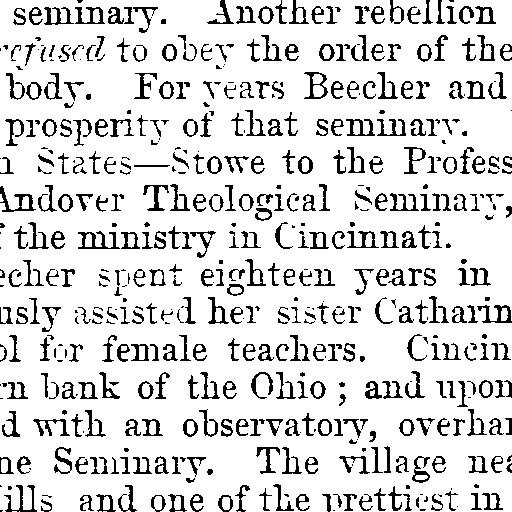 seminary. Another rebellion
refused to obey the order of the
body. For years Beecher and
prosperity of that seminary.
n States—Stowe to the Profess
Andover Theological Seminary,
f the ministry in Cincinnati.
echer spent eighteen years in
usly assisted her sister Catharin
ol for female teachers. Cincin
rn bank of the Ohio ; and upon
d with an observatory, overhan
ne Seminary. The village nea
ills and one of the prettiest in